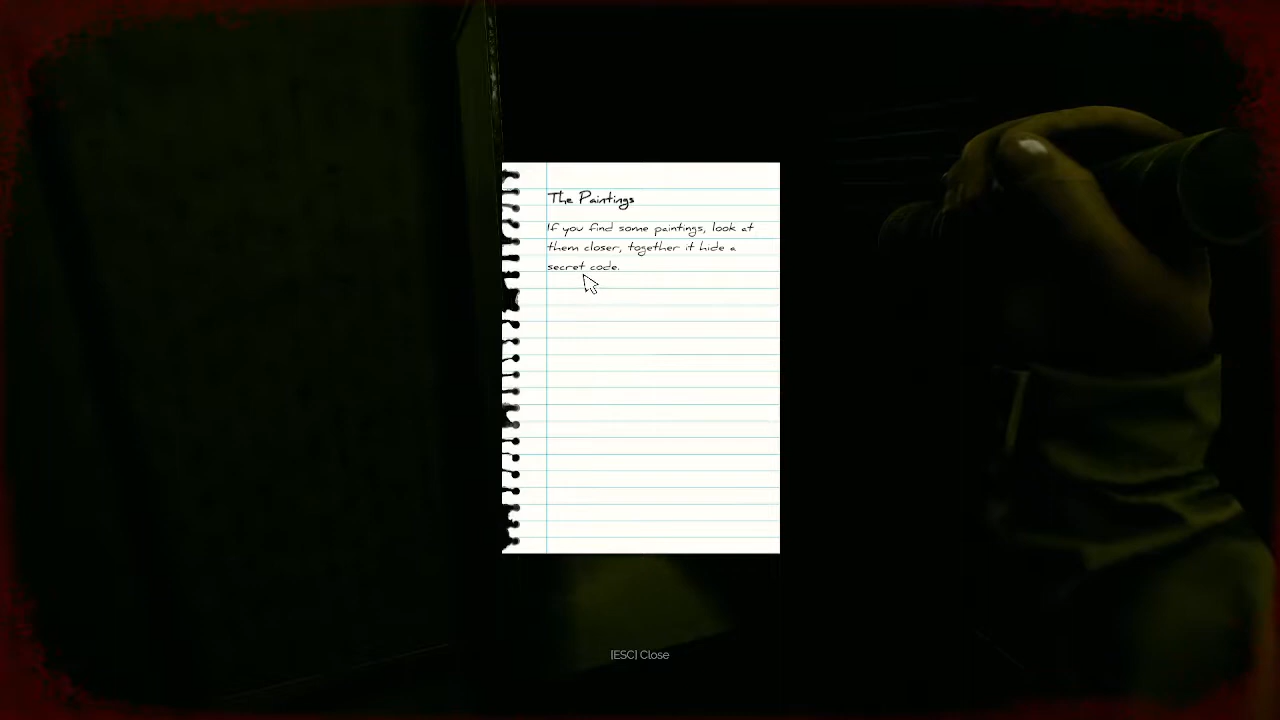 The Paintings
If you find some paintings, look at
them closer, together it hide a
secret code.
[ESC] Close